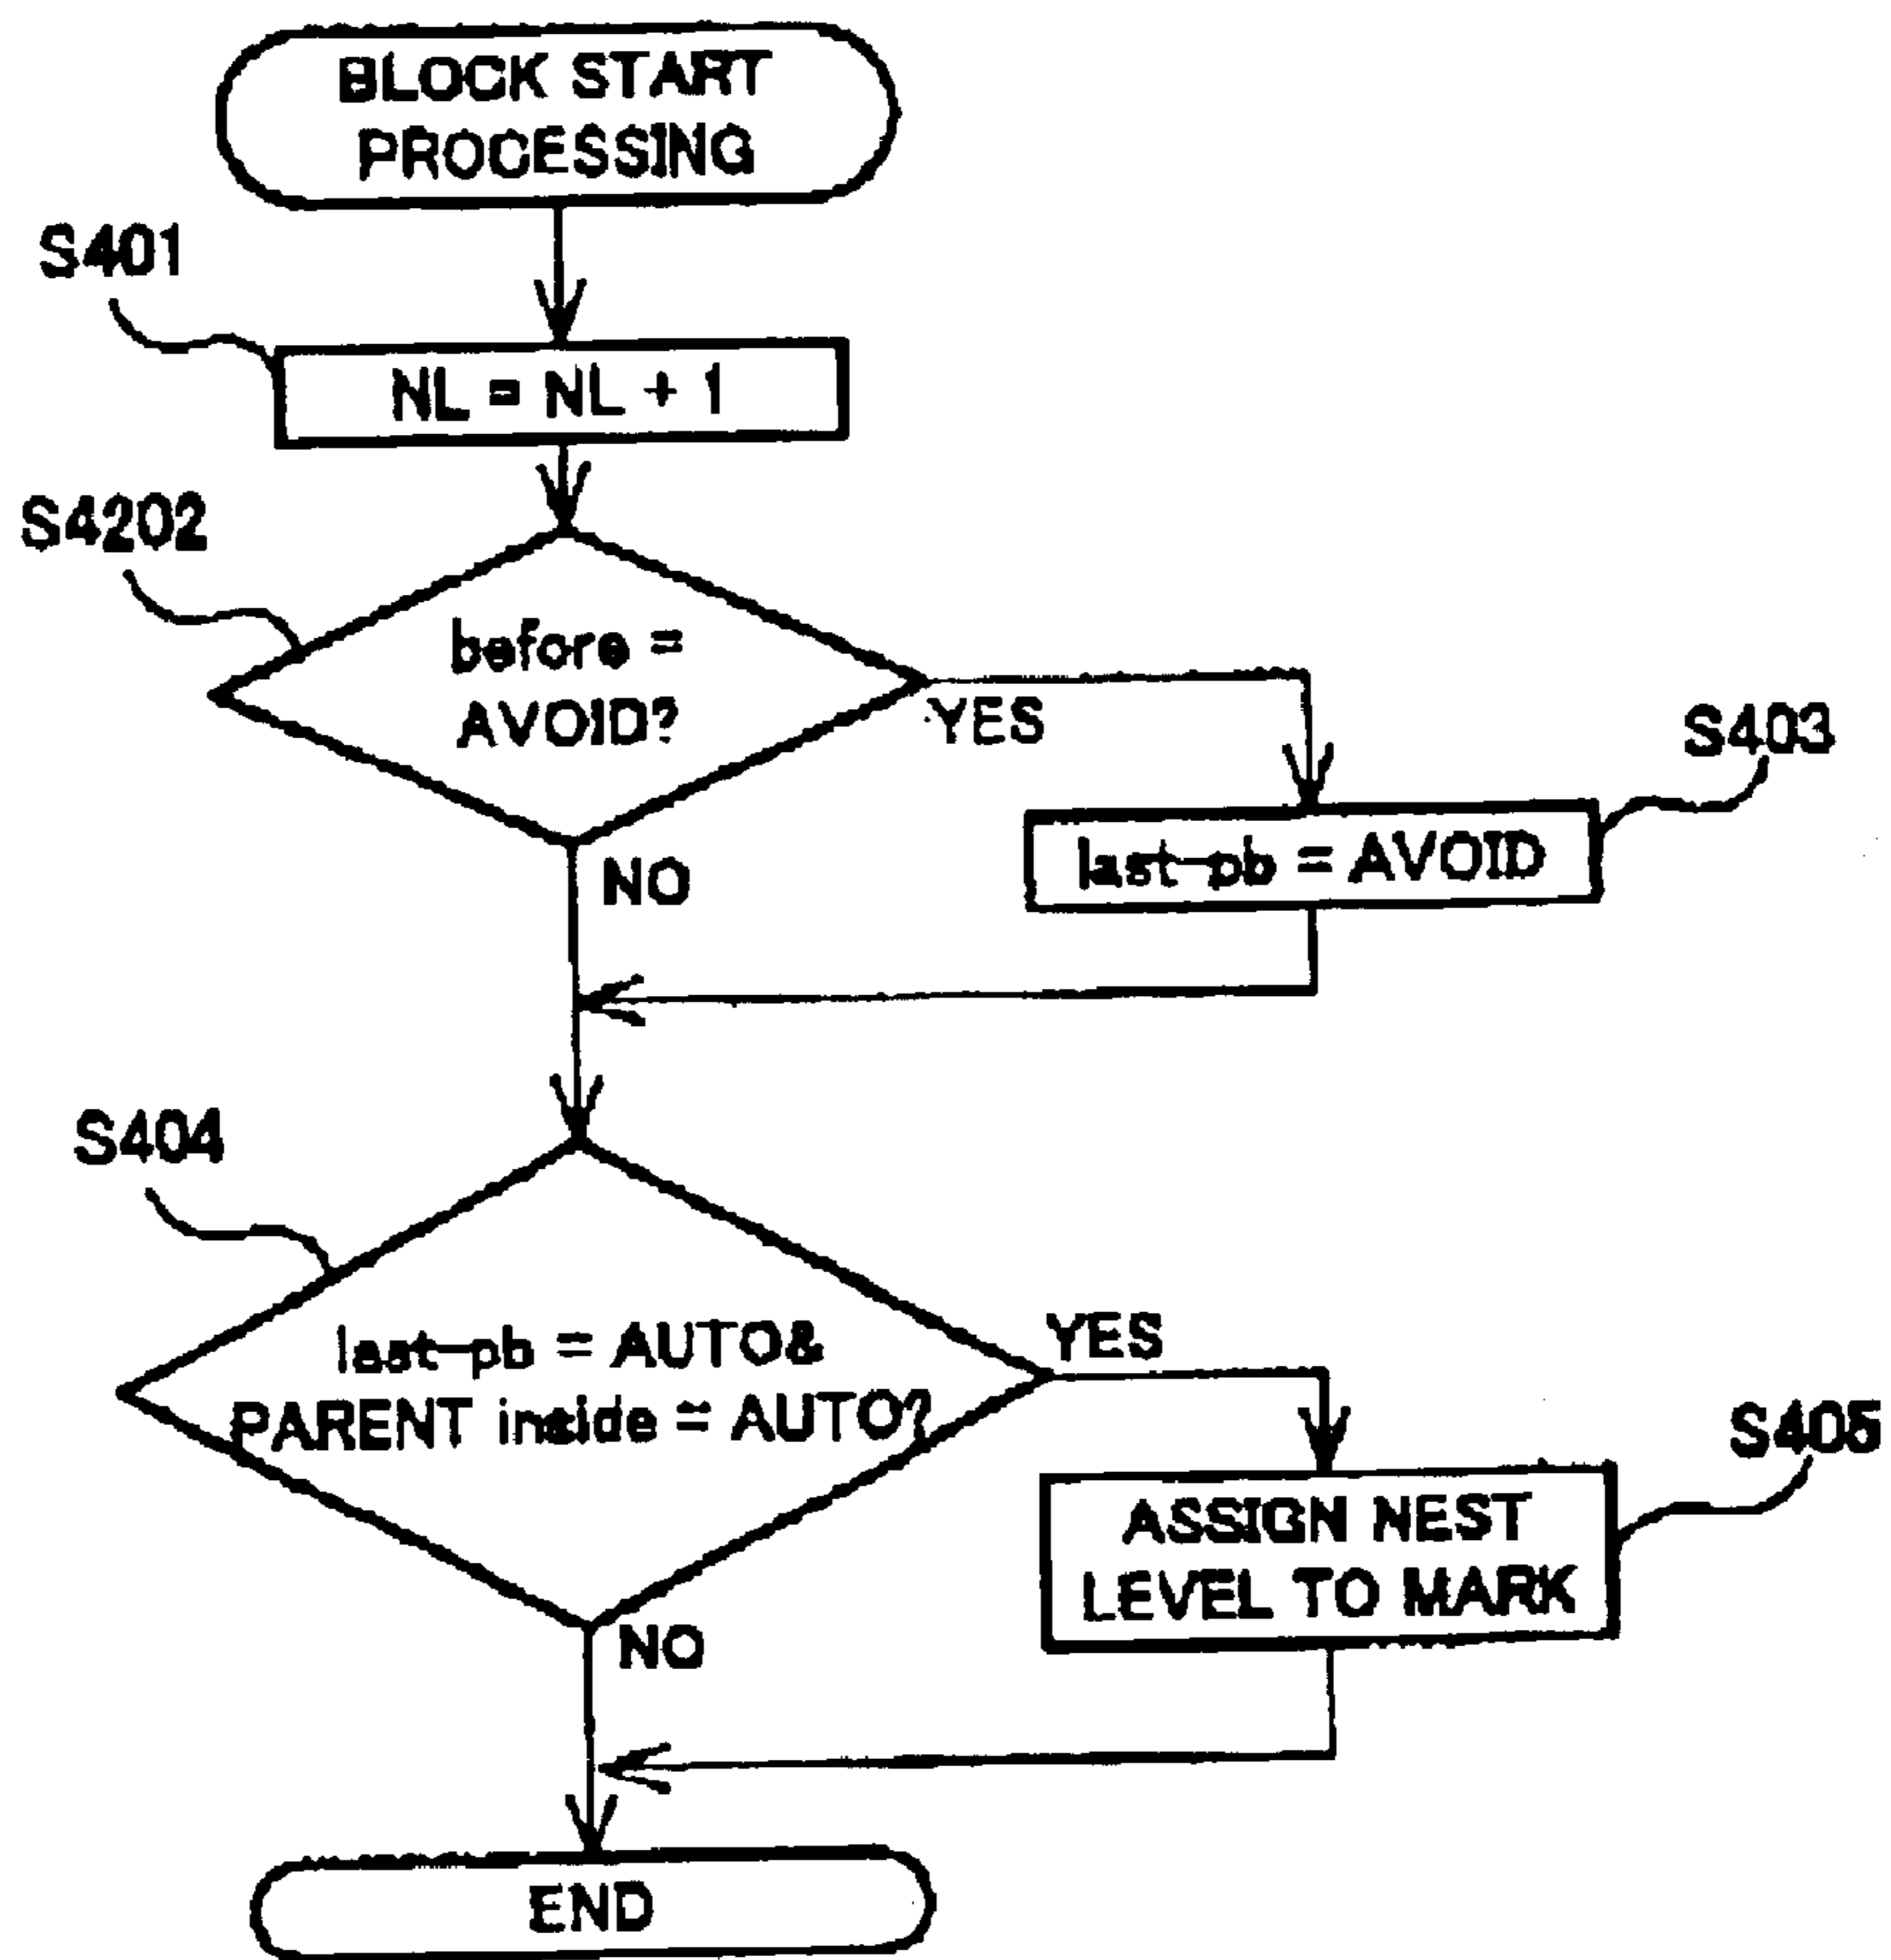 BLOCK START
PROCESSING
S401
NL = NL + 1
S4202
before =
AVOID?
YES
S403
last-pb = AVOID
NO
S404
last-pb = AUTO&
PARENT inside = AUTO?
YES
S405
ASSIGN NEST
LEVEL TO MARK
NO
END